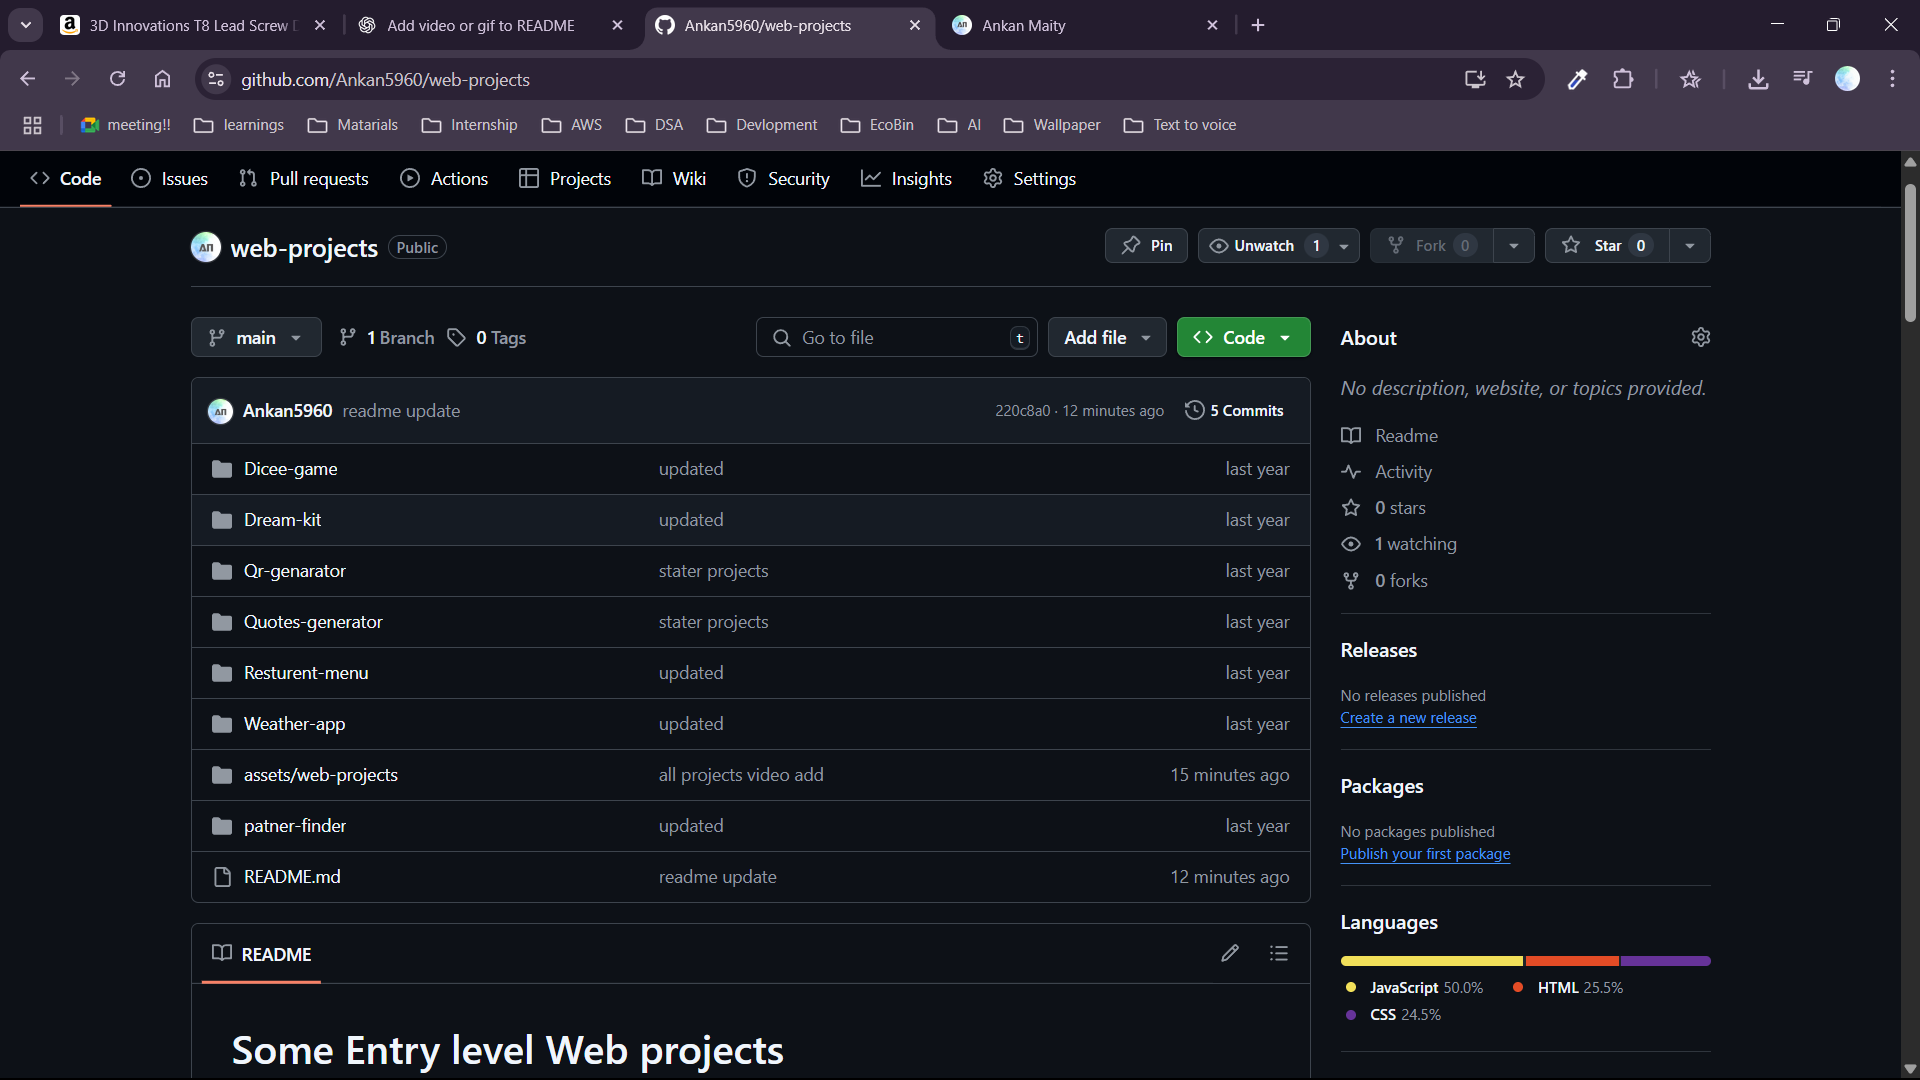 3D Innovations T8 Lead Screw
Add video or gif to README
Ankan5960/web-projects
Ankan Maity
github.com/Ankan5960/web-projects
meeting!!
learnings
Matarials
Internship
AWS
DSA
Devlopment
EcoBin
AI
Wallpaper
Text to voice
Code
Issues
Pull requests
Actions
Projects
Wiki
Security
Insights
Settings
web-projects Public
Pin
Unwatch 1
Fork 0
Star 0
main
1 Branch
0 Tags
Go to file t
Add file
Code
Ankan5960 readme update 220c8a0 · 12 minutes ago 5 Commits
Dicee-game updated last year
Dream-kit updated last year
Qr-genarator stater projects last year
Quotes-generator stater projects last year
Resturent-menu updated last year
Weather-app updated last year
assets/web-projects all projects video add 15 minutes ago
patner-finder updated last year
README.md readme update 12 minutes ago
README
Some Entry level Web projects
About
No description, website, or topics provided.
Readme
Activity
0 stars
1 watching
0 forks
Releases
No releases published
Create a new release
Packages
No packages published
Publish your first package
Languages
JavaScript 50.0% HTML 25.5%
CSS 24.5%